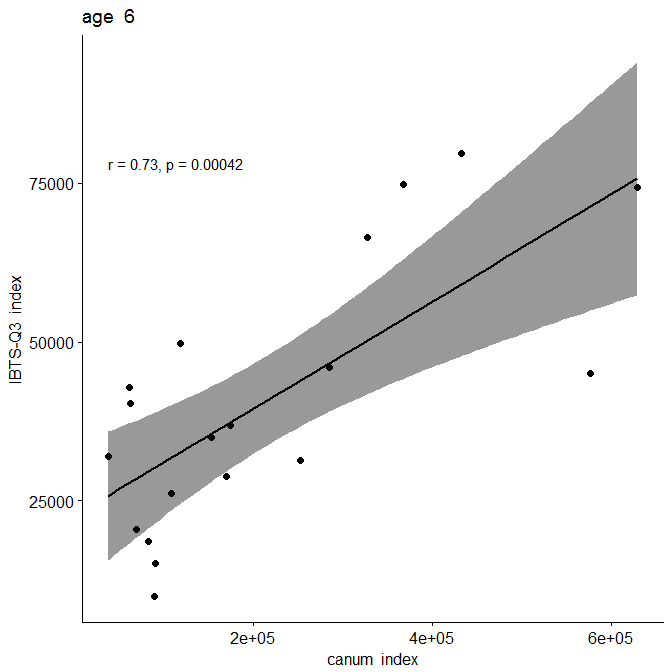 age 6
r = 0.73, p = 0.00042
75000
50000
25000
IBTS-Q3 index
2e+05 4e+05 6e+05
canum index